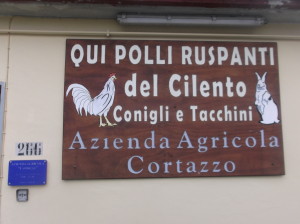 QUI POLLI RUSPANTI
del Cilento
Conigli e Tacchini
Azienda Agricola
Cortazzo
266